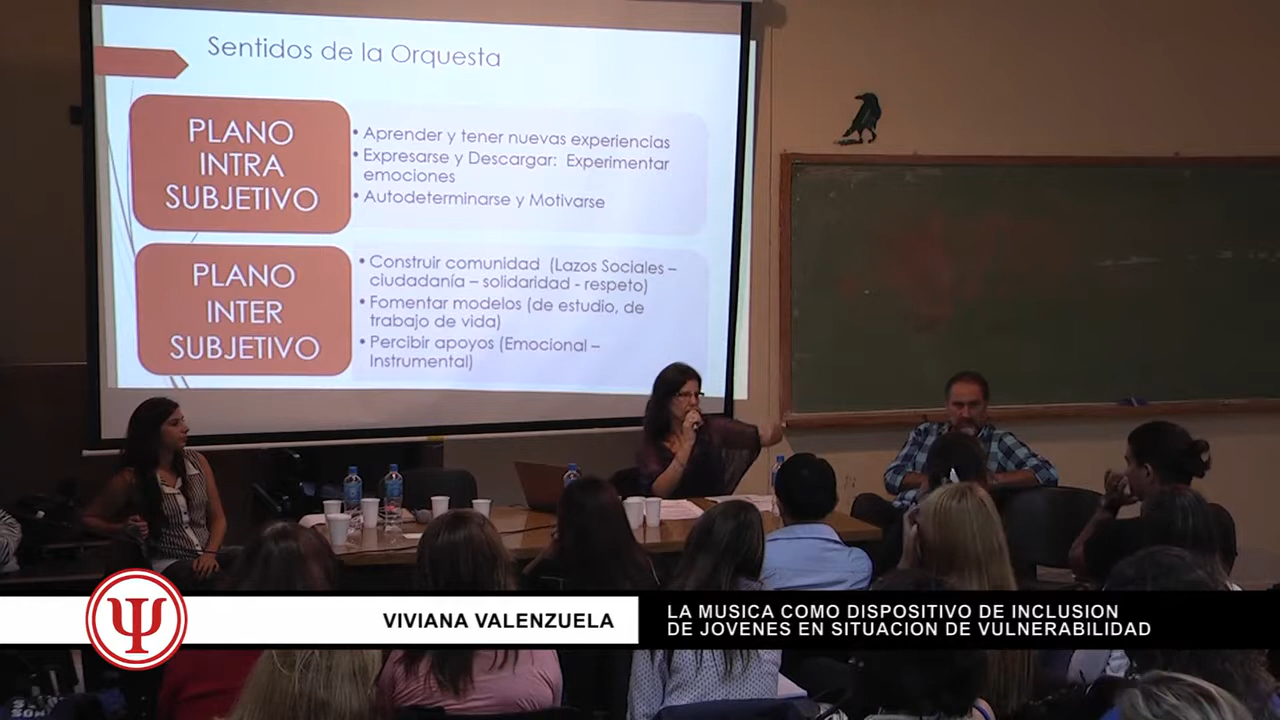 Sentidos de la Orquesta
PLANO
INTRA
SUBJETIVO
• Aprender y tener nuevas experiencias
• Expresarse y Descargar: Experimentar
emociones
• Autodeterminarse y Motivarse
PLANO
INTER
SUBJETIVO
• Construir comunidad (Lazos Sociales –
ciudadanía – solidaridad - respeto)
• Fomentar modelos (de estudio, de
trabajo de vida)
• Percibir apoyos (Emocional –
Instrumental)
Ψ
VIVIANA VALENZUELA
LA MUSICA COMO DISPOSITIVO DE INCLUSION
DE JOVENES EN SITUACION DE VULNERABILIDAD